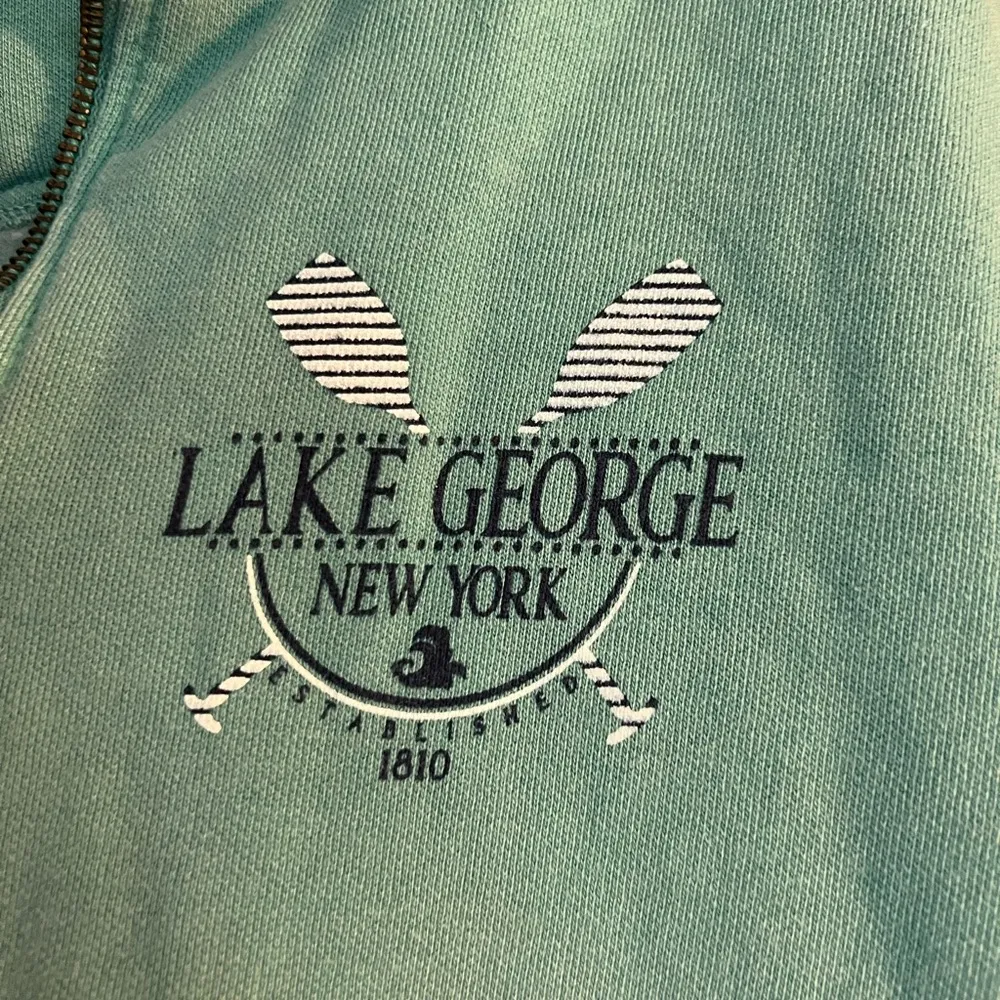 LAKE GEORGE
NEW YORK
ESTABLISHED
1810